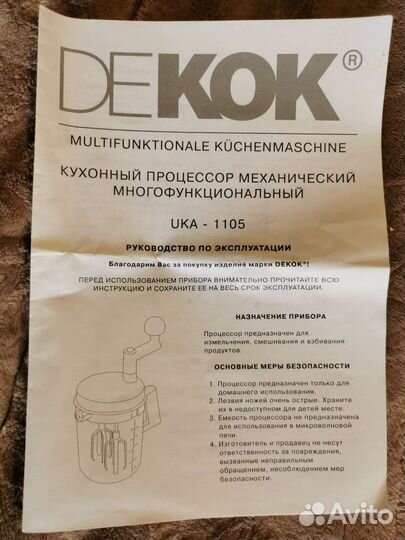 DEKOK®
MULTIFUNKTIONALE KÜCHENMASCHINE
КУХОННЫЙ ПРОЦЕССОР МЕХАНИЧЕСКИЙ
МНОГОФУНКЦИОНАЛЬНЫЙ
UKA - 1105
РУКОВОДСТВО ПО ЭКСПЛУАТАЦИИ
Благодарим Вас за покупку изделия марки DEKOK®!
ПЕРЕД ИСПОЛЬЗОВАНИЕМ ПРИБОРА ВНИМАТЕЛЬНО ПРОЧИТАЙТЕ ВСЮ
ИНСТРУКЦИЮ И СОХРАНИТЕ ЕЕ НА ВЕСЬ СРОК ЭКСПЛУАТАЦИИ.
НАЗНАЧЕНИЕ ПРИБОРА
Процессор предназначен для
измельчения, смешивания и взбивания
продуктов.
ОСНОВНЫЕ МЕРЫ БЕЗОПАСНОСТИ
1. Процессор предназначен только для
домашнего использования.
2. Лезвия ножей очень острые. Храните
их в недоступном для детей месте.
3. Емкость процессора не предназначена
для использования в микроволновой
печи.
4. Изготовитель и продавец не несут
ответственность за повреждения,
вызванные неправильным
обращением, несоблюдением мер
безопасности.
Avito